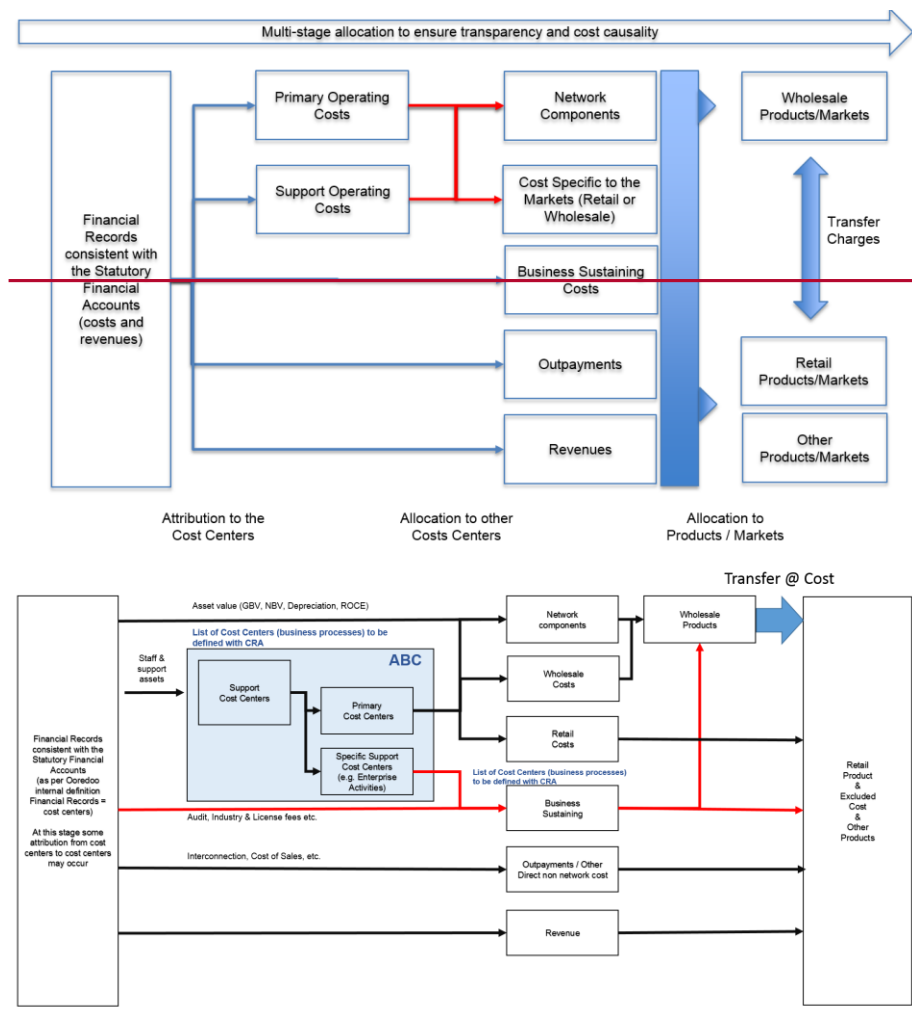 Multi-stage allocation to ensure transparency and cost causality
Financial
Records
consistent with
the Statutory
Financial
Accounts
(costs and
revenues)
Primary Operating
Costs
Support Operating
Costs
Network
Components
Cost Specific to the
Markets (Retail or
Wholesale)
Business Sustaining
Costs
Outpayments
Revenues
Wholesale
Products/Markets
Transfer
Charges
Retail
Products/Markets
Other
Products/Markets
Attribution to the
Cost Centers
Allocation to other
Costs Centers
Allocation to
Products / Markets
Transfer @ Cost
Financial Records
consistent with the
Statutory Financial
Accounts
(as per Ooredoo
internal definition
Financial Records =
cost centers)
At this stage some
attribution from cost
centers to cost centers
may occur
Asset value (GBV, NBV, Depreciation, ROCE)
List of Cost Centers (business processes) to be
defined with CRA
Staff &
support
assets
ABC
Support
Cost Centers
Primary
Cost Centers
Specific Support
Cost Centers
(e.g. Enterprise
Activities)
Audit, Industry & License fees etc.
Interconnection, Cost of Sales, etc.
Network
components
Wholesale
Costs
Retail
Costs
List of Cost Centers (business processes)
to be defined with CRA
Business
Sustaining
Outpayments / Other
Direct non network cost
Revenue
Wholesale
Products
Retail
Product
&
Excluded
Cost
&
Other
Products